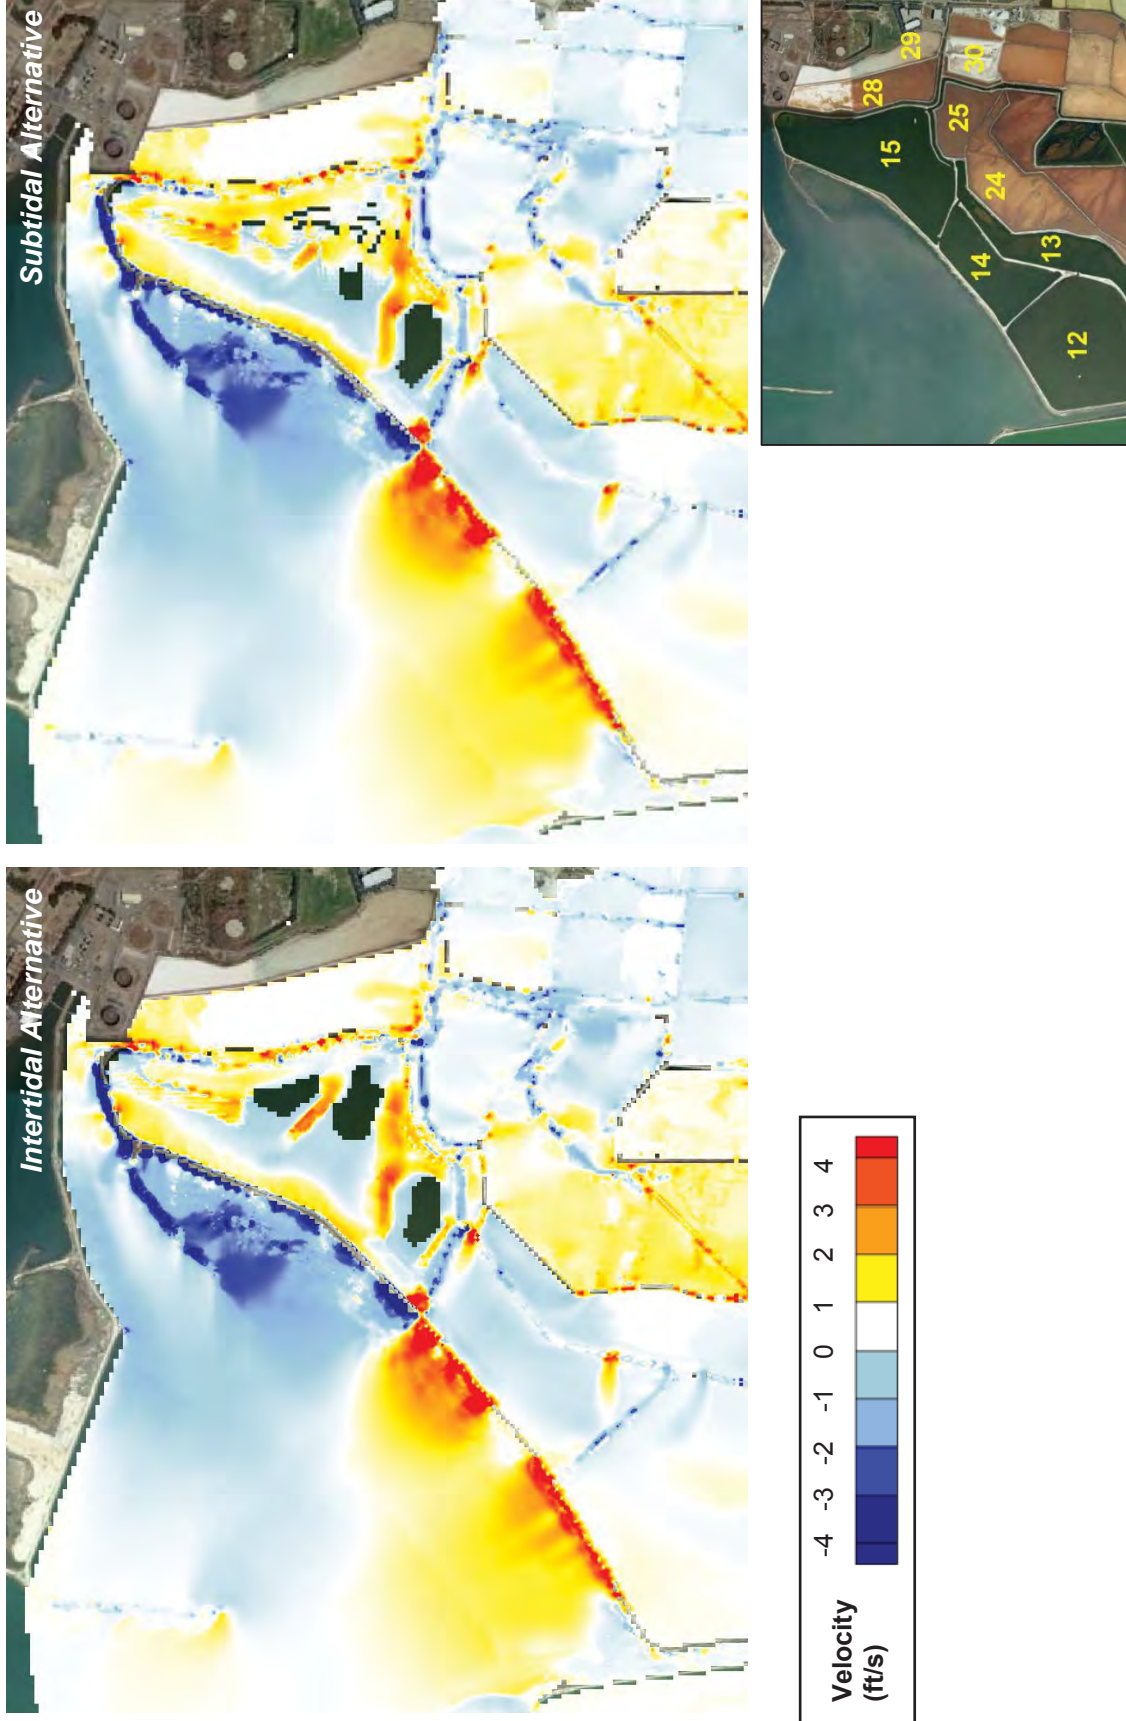 Intertidal Alternative
Subtidal Alternative
Velocity
(ft/s)
-4 -3 -2 -1 0 1 2 3 4
12
13
14
15
24
25
28
29
30